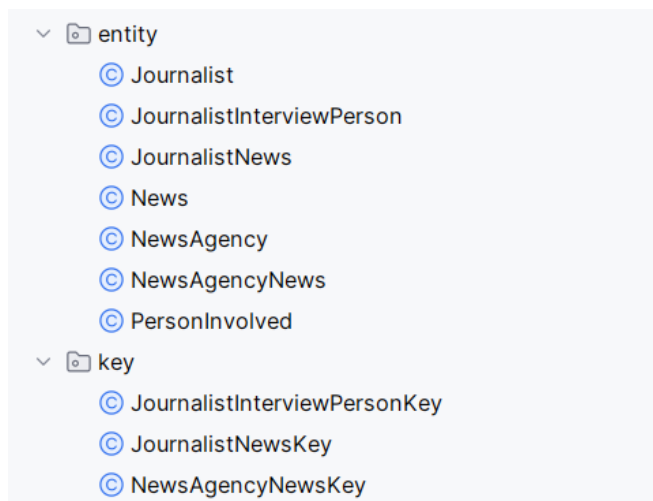 entity
Journalist
JournalistInterviewPerson
JournalistNews
News
NewsAgency
NewsAgencyNews
PersonInvolved
key
JournalistInterviewPersonKey
JournalistNewsKey
NewsAgencyNewsKey